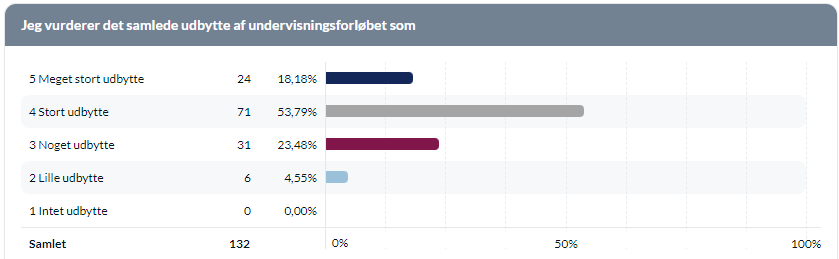 Jeg vurderer det samlede udbytte af undervisningsforløbet som
5 Meget stort udbytte 24 18,18%
4 Stort udbytte 71 53,79%
3 Noget udbytte 31 23,48%
2 Lille udbytte 6 4,55%
1 Intet udbytte 0 0,00%
Samlet 132 0% 50% 100%